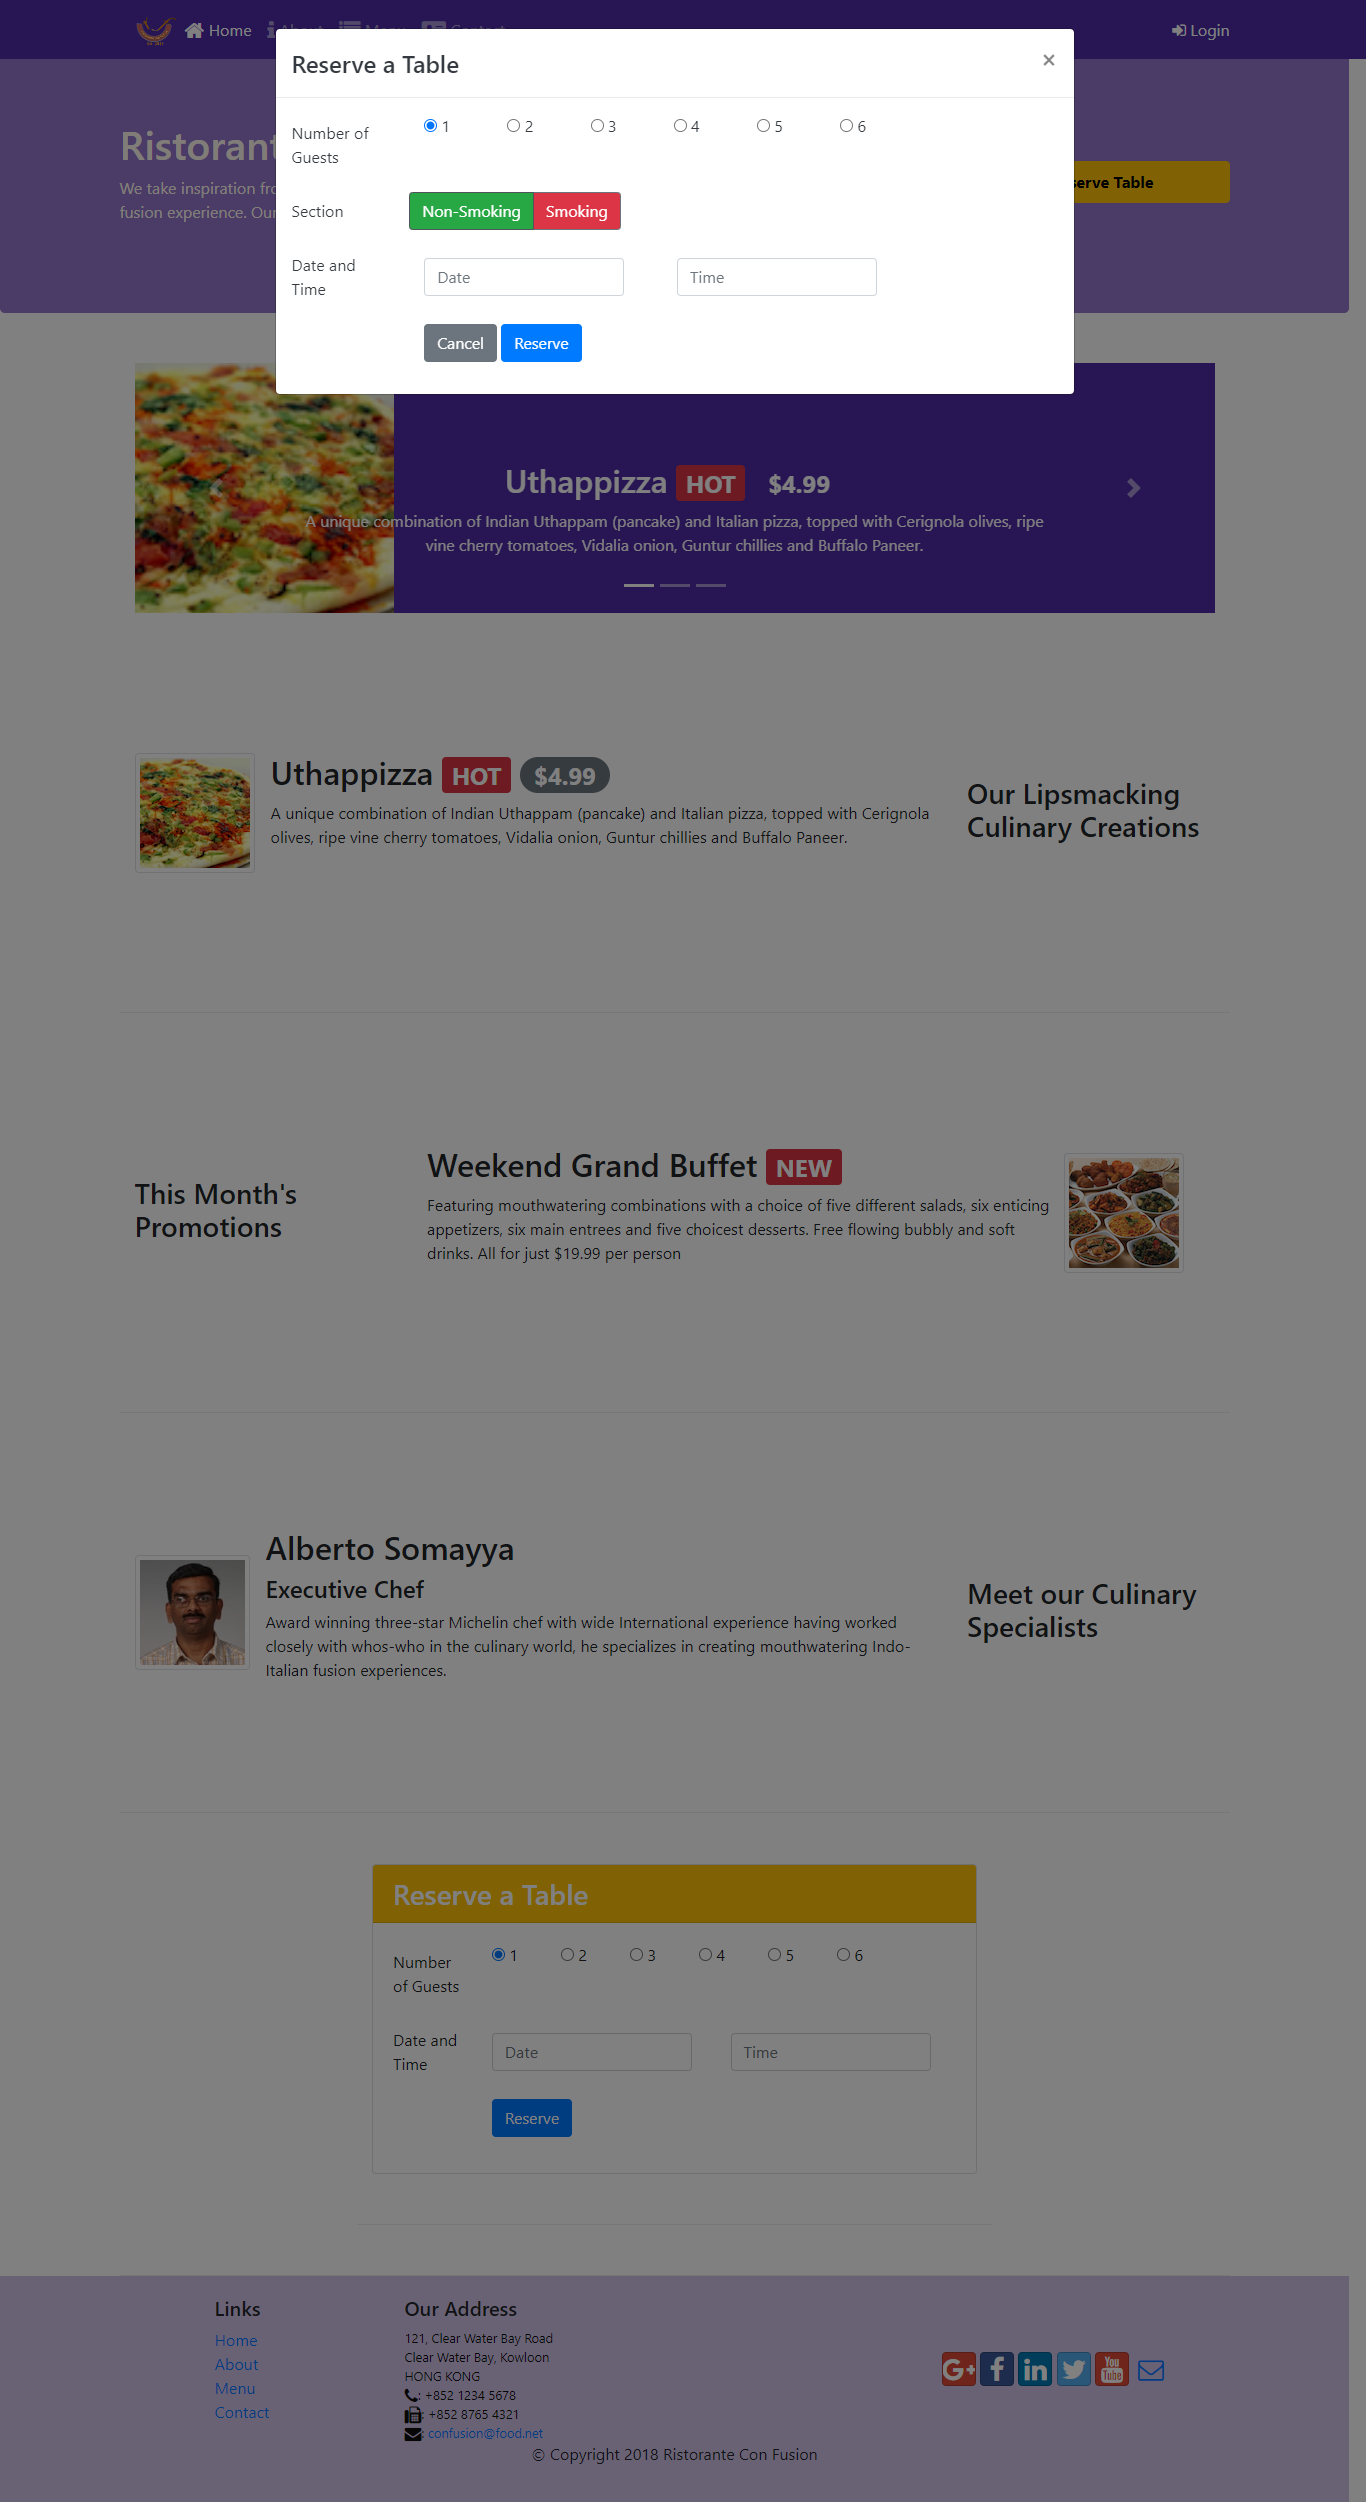 Home
Login
Reserve a Table
×
Number of
Guests
1 2 3 4 5 6
Section
Non-Smoking Smoking
Date and
Time
Date
Time
Cancel Reserve
We take inspiration
fusion experience. Our
Table
Uthappizza HOT $4.99
A unique combination of Indian Uthappam (pancake) and Italian pizza, topped with Cerignola olives, ripe
vine cherry tomatoes, Vidalia onion, Guntur chillies and Buffalo Paneer.
Uthappizza HOT $4.99
A unique combination of Indian Uthappam (pancake) and Italian pizza, topped with Cerignola
olives, ripe vine cherry tomatoes, Vidalia onion, Guntur chillies and Buffalo Paneer.
Our Lipsmacking
Culinary Creations
This Month's
Promotions
Weekend Grand Buffet NEW
Featuring mouthwatering combinations with a choice of five different salads, six enticing
appetizers, six main entrees and five choicest desserts. Free flowing bubbly and soft
drinks. All for just $19.99 per person
Alberto Somayya
Executive Chef
Award winning three-star Michelin chef with wide International experience having worked
closely with whos-who in the culinary world, he specializes in creating mouthwatering Indo-
Italian fusion experiences.
Meet our Culinary
Specialists
Reserve a Table
Number
of Guests
1 2 3 4 5 6
Date and
Time
Date
Time
Reserve
Links
Home
About
Menu
Contact
Our Address
121, Clear Water Bay Road
Clear Water Bay, Kowloon
HONG KONG
: +852 1234 5678
: +852 8765 4321
: confusion@food.net
G+ f in You Tube
© Copyright 2018 Ristorante Con Fusion